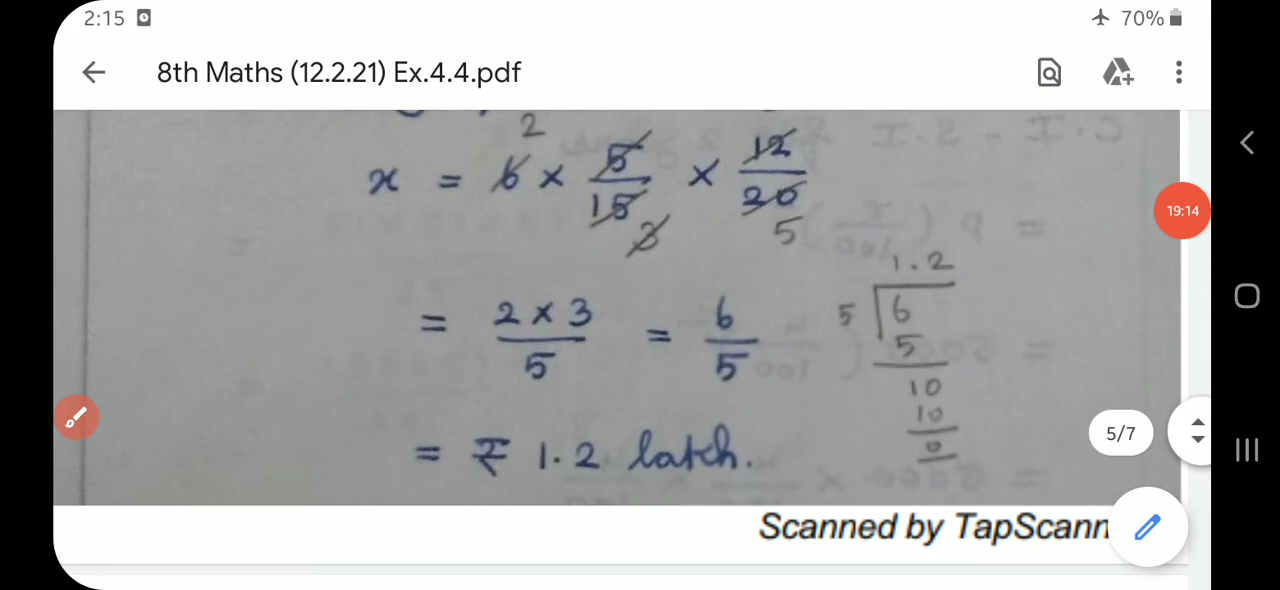 2:15
70%
8th Maths (12.2.21) Ex.4.4.pdf
19:14
2
x = 6 × 5/15 × 12/20
3
5
= 2 × 3/5 = 6/5
1.2
5 6
5
10
10
0
= ₹ 1.2 lakh.
5/7
Scanned by TapScann